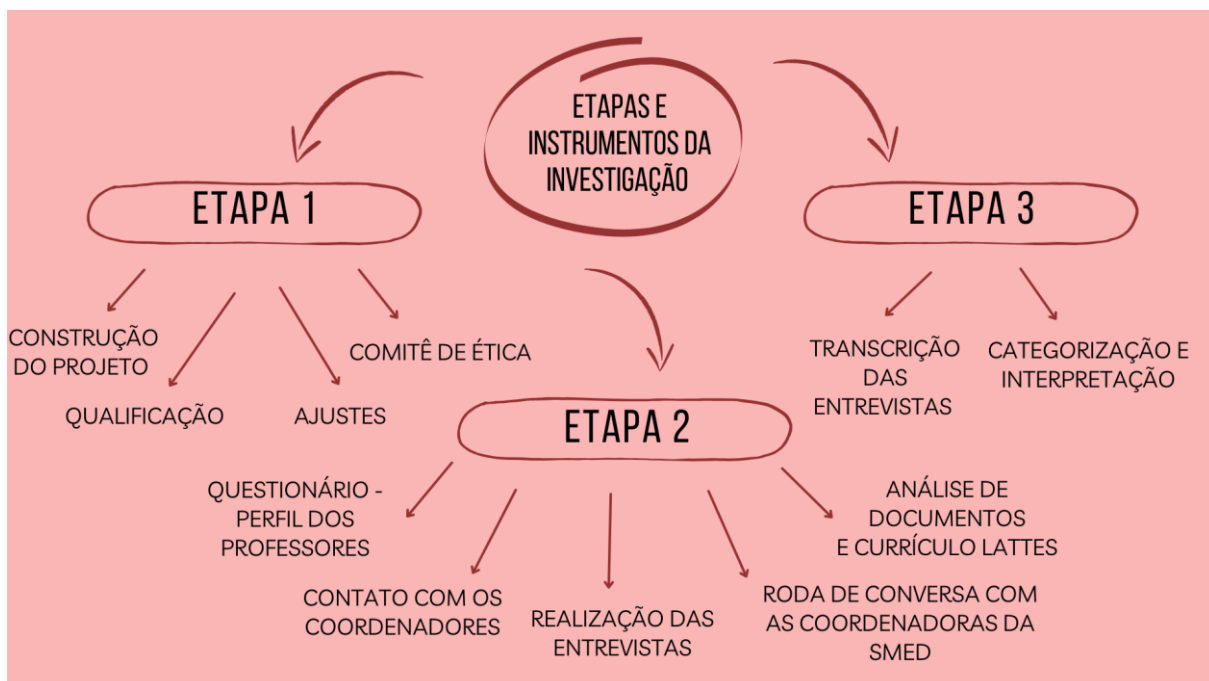 ETAPAS E
INSTRUMENTOS DA
INVESTIGAÇÃO
ETAPA 1
CONSTRUÇÃO
DO PROJETO
QUALIFICAÇÃO
AJUSTES
COMITÊ DE ÉTICA
ETAPA 2
QUESTIONÁRIO -
PERFIL DOS
PROFESSORES
CONTATO COM OS
COORDENADORES
REALIZAÇÃO DAS
ENTREVISTAS
RODA DE CONVERSA COM
AS COORDENADORAS DA
SMED
ANÁLISE DE
DOCUMENTOS
E CURRÍCULO LATTES
ETAPA 3
TRANSCRIÇÃO
DAS
ENTREVISTAS
CATEGORIZAÇÃO E
INTERPRETAÇÃO